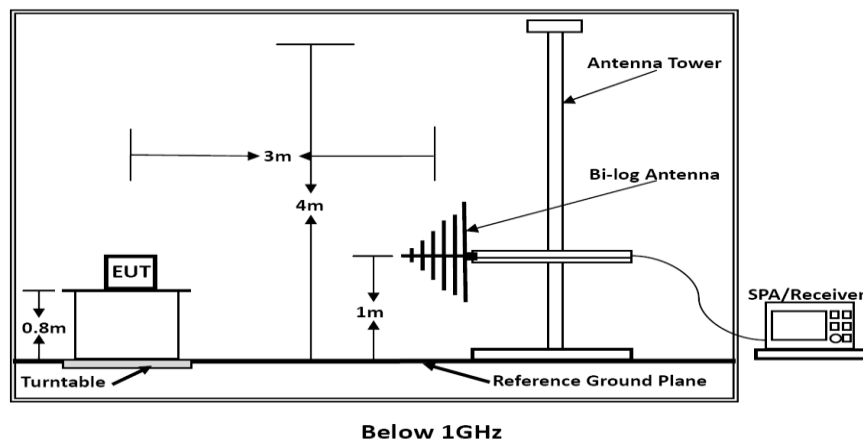 Antenna Tower
3m
Bi-log Antenna
4m
EUT
0.8m
1m
SPA/Receiver
Turntable
Reference Ground Plane
Below 1GHz